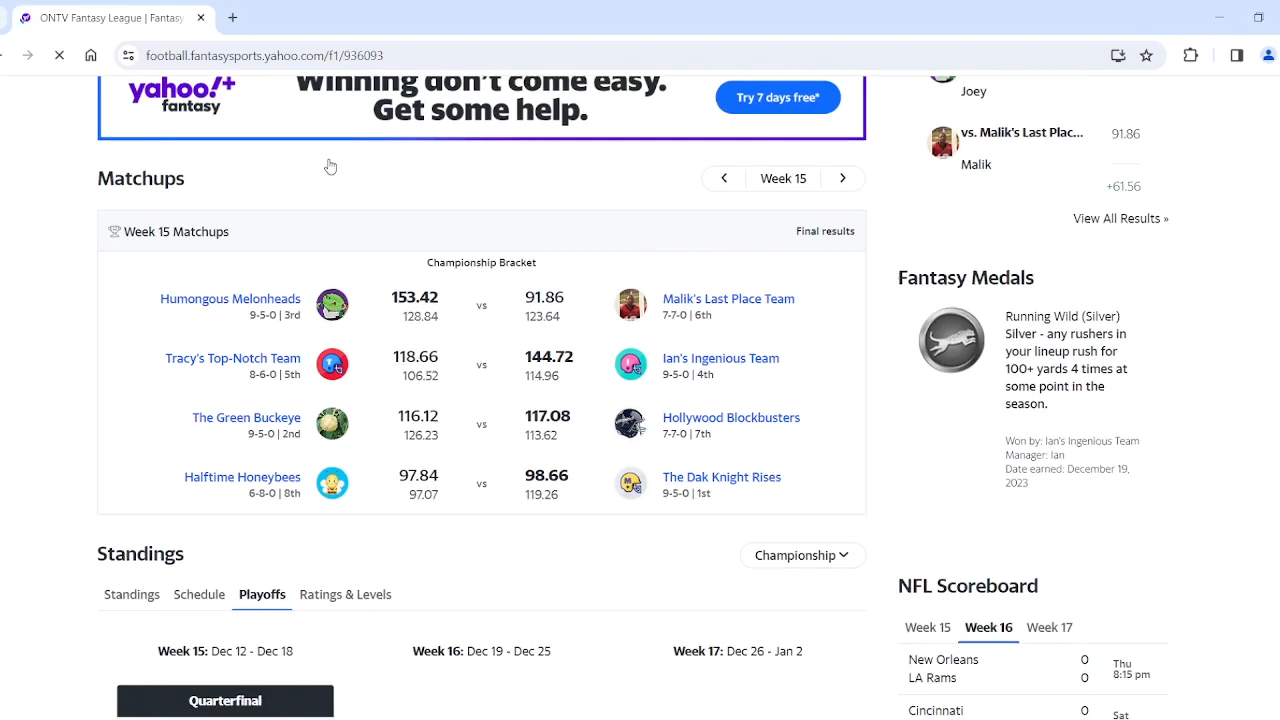 ONTV Fantasy League | Fantasy
football.fantasysports.yahoo.com/f1/936093
yahoo!+
fantasy
Winning don't come easy.
Get some help.
Try 7 days free*
Joey
vs. Malik's Last Plac...
91.86
Malik
+61.56
View All Results »
Matchups
Week 15
Week 15 Matchups
Final results
Championship Bracket
Humongous Melonheads
153.42
vs
91.86
Malik's Last Place Team
9-5-0 | 3rd
128.84
123.64
7-7-0 | 6th
Tracy's Top-Notch Team
118.66
vs
144.72
Ian's Ingenious Team
8-6-0 | 5th
106.52
114.96
9-5-0 | 4th
The Green Buckeye
116.12
vs
117.08
Hollywood Blockbusters
9-5-0 | 2nd
126.23
113.62
7-7-0 | 7th
Halftime Honeybees
97.84
vs
98.66
The Dak Knight Rises
6-8-0 | 8th
97.07
119.26
9-5-0 | 1st
Fantasy Medals
Running Wild (Silver)
Silver - any rushers in
your lineup rush for
100+ yards 4 times at
some point in the
season.
Won by: Ian's Ingenious Team
Manager: Ian
Date earned: December 19,
2023
Standings
Championship
Standings
Schedule
Playoffs
Ratings & Levels
Week 15: Dec 12 - Dec 18
Week 16: Dec 19 - Dec 25
Week 17: Dec 26 - Jan 2
Quarterfinal
NFL Scoreboard
Week 15
Week 16
Week 17
New Orleans
0
LA Rams
0
Thu
8:15 pm
Cincinnati
0
Sat